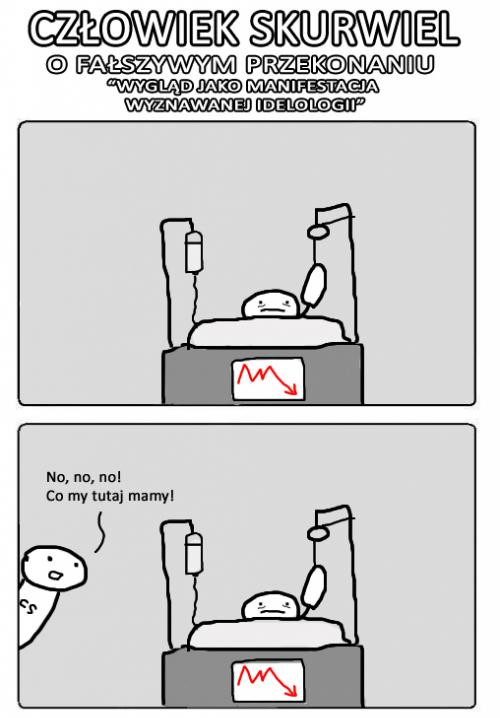 CZŁOWIEK SKURWIEL
O FAŁSZYWYM PRZEKONANIU
"WYGLĄD JAKO MANIFESTACJA
WYZNAWANEJ IDELOLOGII"
No, no, no!
Co my tutaj mamy!
CS